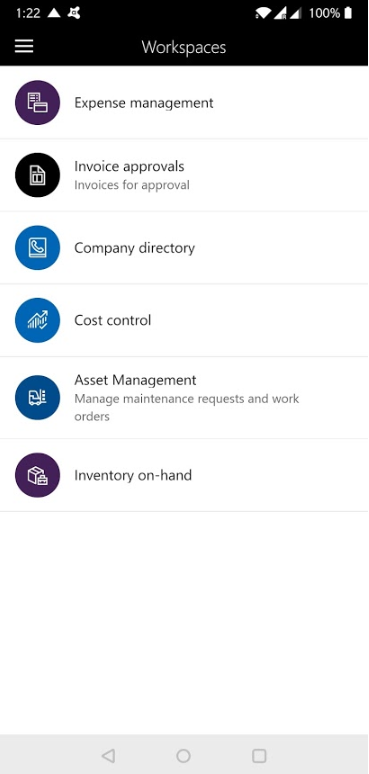 1:22
100%
Workspaces
Expense management
Invoice approvals
Invoices for approval
Company directory
Cost control
Asset Management
Manage maintenance requests and work
orders
Inventory on-hand